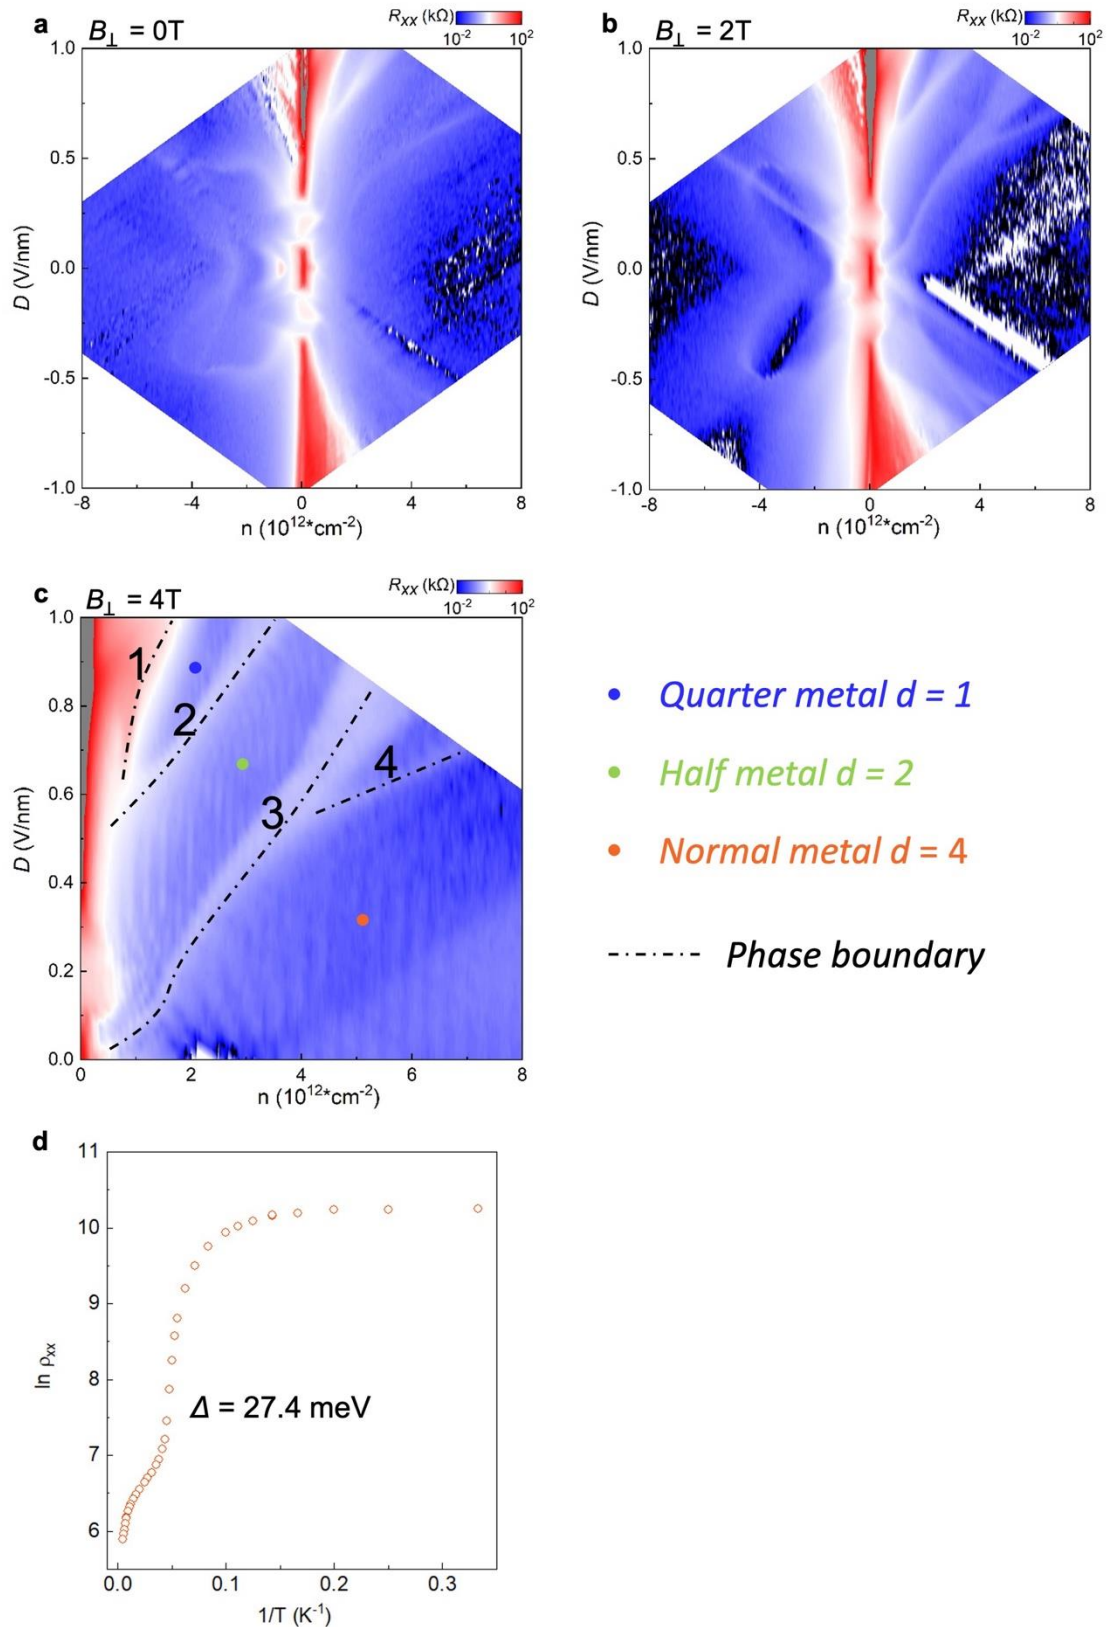 a B⊥ = 0T Rxx (kΩ) 10-2 102
1.0
0.5
0.0
-0.5
-1.0
D (V/nm)
-8 -4 0 4 8
n (1012*cm-2)
b B⊥ = 2T Rxx (kΩ) 10-2 102
1.0
0.5
0.0
-0.5
-1.0
D (V/nm)
-8 -4 0 4 8
n (1012*cm-2)
c B⊥ = 4T Rxx (kΩ) 10-2 102
1.0
0.8
0.6
0.4
0.2
0.0
D (V/nm)
1
2
3
4
0 2 4 6 8
n (1012*cm-2)
Quarter metal d = 1
Half metal d = 2
Normal metal d = 4
Phase boundary
d
11
10
9
8
7
6
ln ρxx
Δ = 27.4 meV
0.0 0.1 0.2 0.3
1/T (K-1)